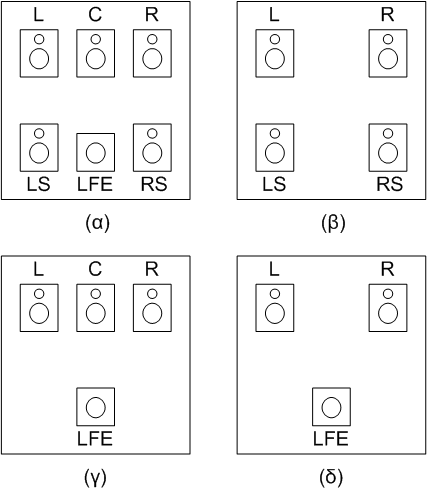 L C R
LS LFE RS
(α)
L R
LS RS
(β)
L C R
LFE
(γ)
L R
LFE
(δ)